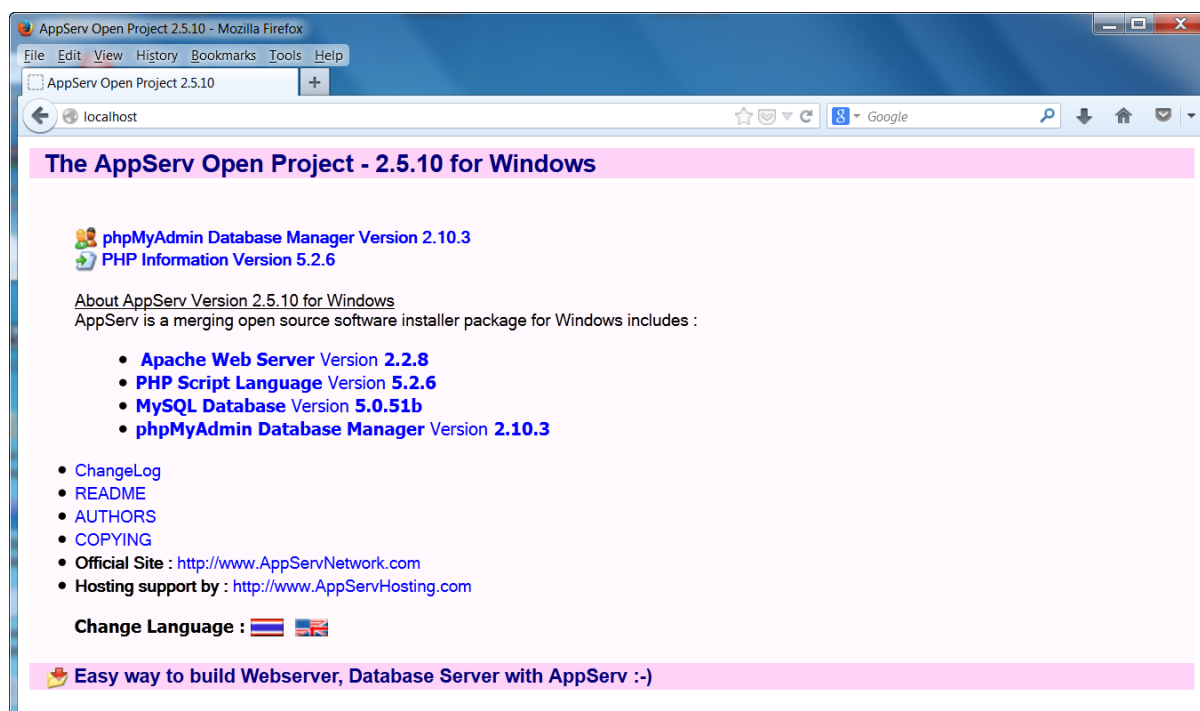 AppServ Open Project 2.5.10 - Mozilla Firefox
File Edit View History Bookmarks Tools Help
AppServ Open Project 2.5.10 +
localhost 8 Google
The AppServ Open Project - 2.5.10 for Windows
phpMyAdmin Database Manager Version 2.10.3
PHP Information Version 5.2.6
About AppServ Version 2.5.10 for Windows
AppServ is a merging open source software installer package for Windows includes :
• Apache Web Server Version 2.2.8
• PHP Script Language Version 5.2.6
• MySQL Database Version 5.0.51b
• phpMyAdmin Database Manager Version 2.10.3
• ChangeLog
• README
• AUTHORS
• COPYING
• Official Site : http://www.AppServNetwork.com
• Hosting support by : http://www.AppServHosting.com
Change Language :
Easy way to build Webserver, Database Server with AppServ :-)